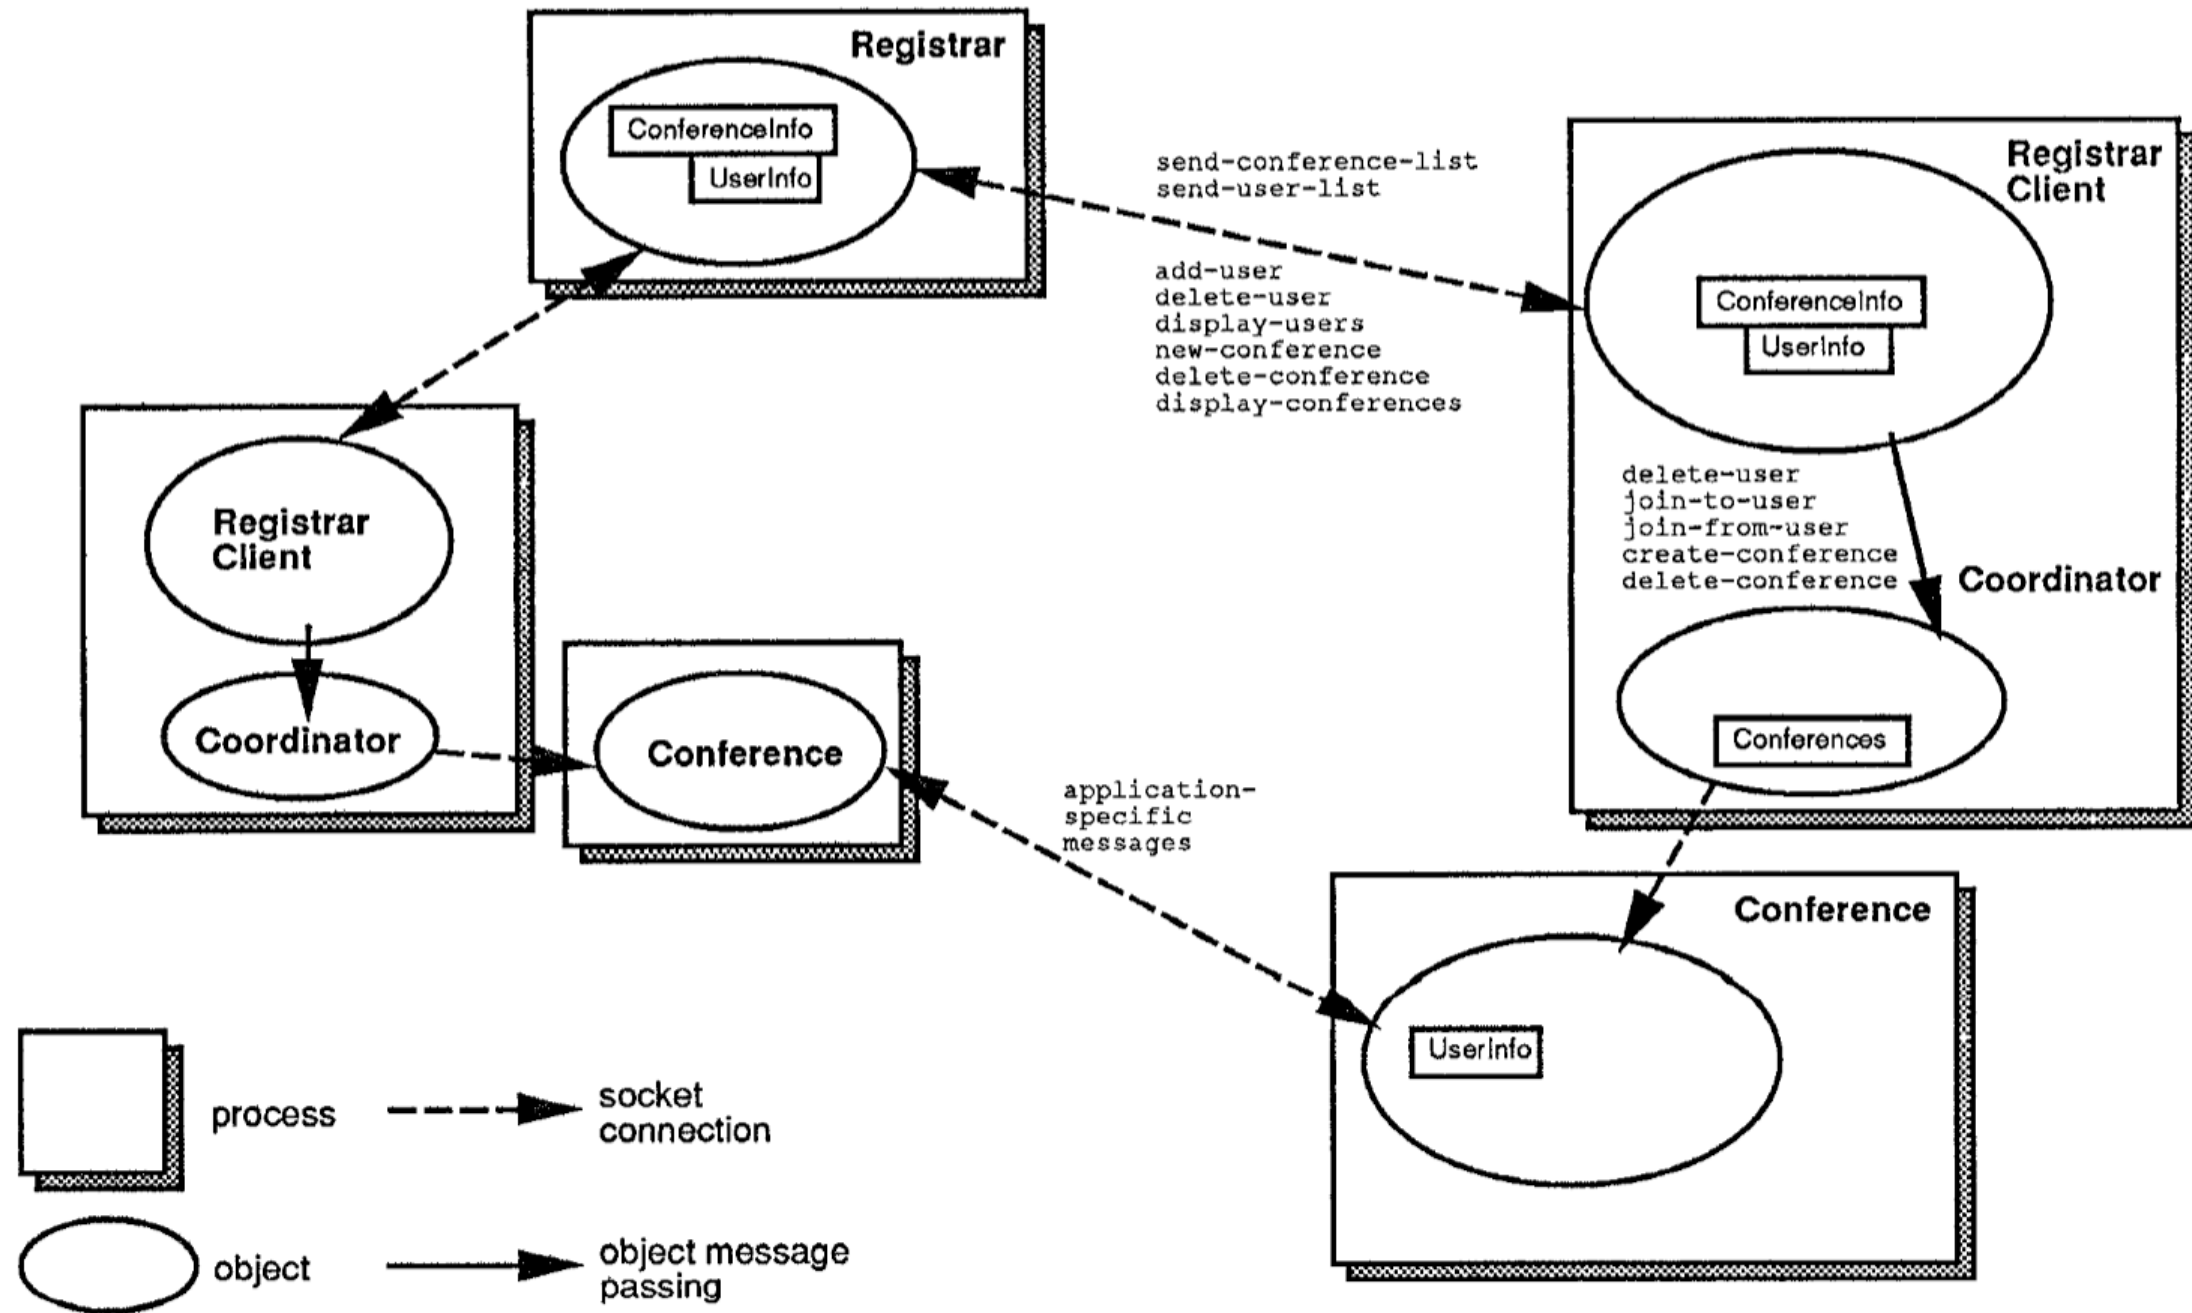 Registrar
ConferenceInfo
UserInfo
send-conference-list
send-user-list
add-user
delete-user
display-users
new-conference
delete-conference
display-conferences
Registrar
Client
ConferenceInfo
UserInfo
delete-user
join-to-user
join-from-user
create-conference
delete-conference
Coordinator
Conferences
Registrar
Client
Coordinator
Conference
application-
specific
messages
Conference
UserInfo
process
socket
connection
object
object message
passing